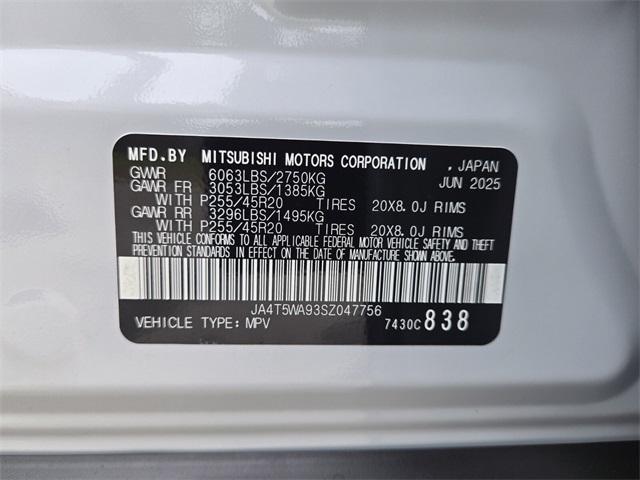 MFD.BY MITSUBISHI MOTORS CORPORATION , JAPAN
GVWR 6063LBS/2750KG JUN 2025
GAWR FR 3053LBS/1385KG
WITH P255/45R20 TIRES 20X8.0J RIMS
GAWR RR 3296LBS/1495KG
WITH P255/45R20 TIRES 20X8.0J RIMS
THIS VEHICLE CONFORMS TO ALL APPLICABLE FEDERAL MOTOR VEHICLE SAFETY AND THEFT
PREVENTION STANDARDS IN EFFECT ON THE DATE OF MANUFACTURE SHOWN ABOVE.
JA4T5WA93SZ047756
VEHICLE TYPE: MPV 7430C 838